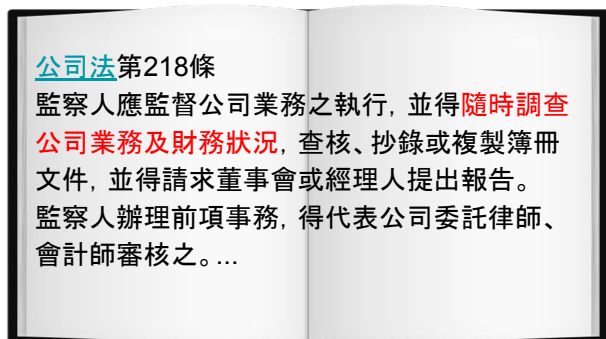 公司法第218條
監察人應監督公司業務之執行, 並得隨時調查
公司業務及財務狀況, 查核、抄錄或複製簿冊
文件, 並得請求董事會或經理人提出報告。
監察人辦理前項事務, 得代表公司委託律師、
會計師審核之。...